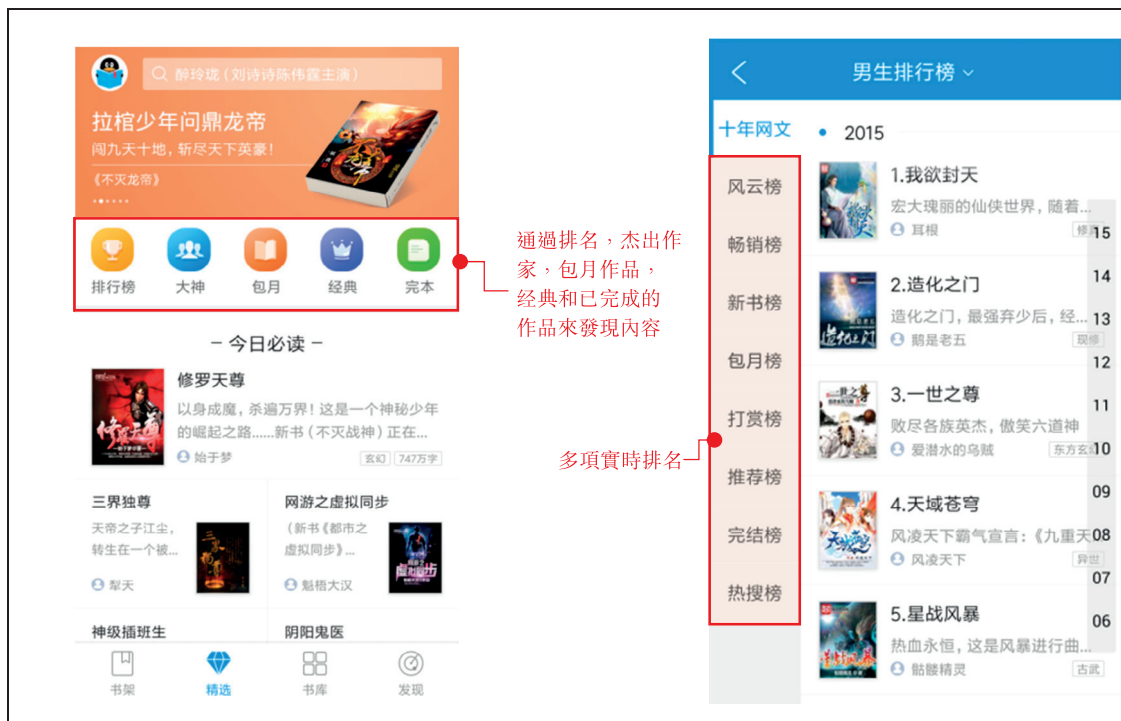 醉玲珑（刘诗诗陈伟霆主演）
拉棺少年问鼎龙帝
闯九天十地，斩尽天下英豪！
《不灭龙帝》
排行榜
大神
包月
经典
完本
通過排名，杰出作
家，包月作品，
经典和已完成的
作品來發現內容
– 今日必读 –
修罗天尊
以身成魔，杀遍万界！这是一个神秘少年
的崛起之路......新书（不灭战神）正在...
始于梦
玄幻
747万字
三界独尊
天帝之子江尘，
转生在一个被...
犁天
网游之虚拟同步
（新书《都市之
虚拟同步》...
魁梧大汉
神级插班生
阴阳鬼医
书架
精选
书库
发现
男生排行榜
十年网文
风云榜
畅销榜
新书榜
包月榜
打赏榜
推荐榜
完结榜
热搜榜
多項實時排名
2015
1.我欲封天
宏大瑰丽的仙侠世界，随着...
耳根
2.造化之门
造化之门，最强弃少后，经...
鹅是老五
现修
3.一世之尊
败尽各族英杰，傲笑六道神
爱潜水的乌贼
东方玄
4.天域苍穹
风凌天下霸气宣言：《九重天
风凌天下
异世
5.星战风暴
热血永恒，这是风暴进行曲...
骷髅精灵
古武
15
14
13
12
11
10
09
08
07
06